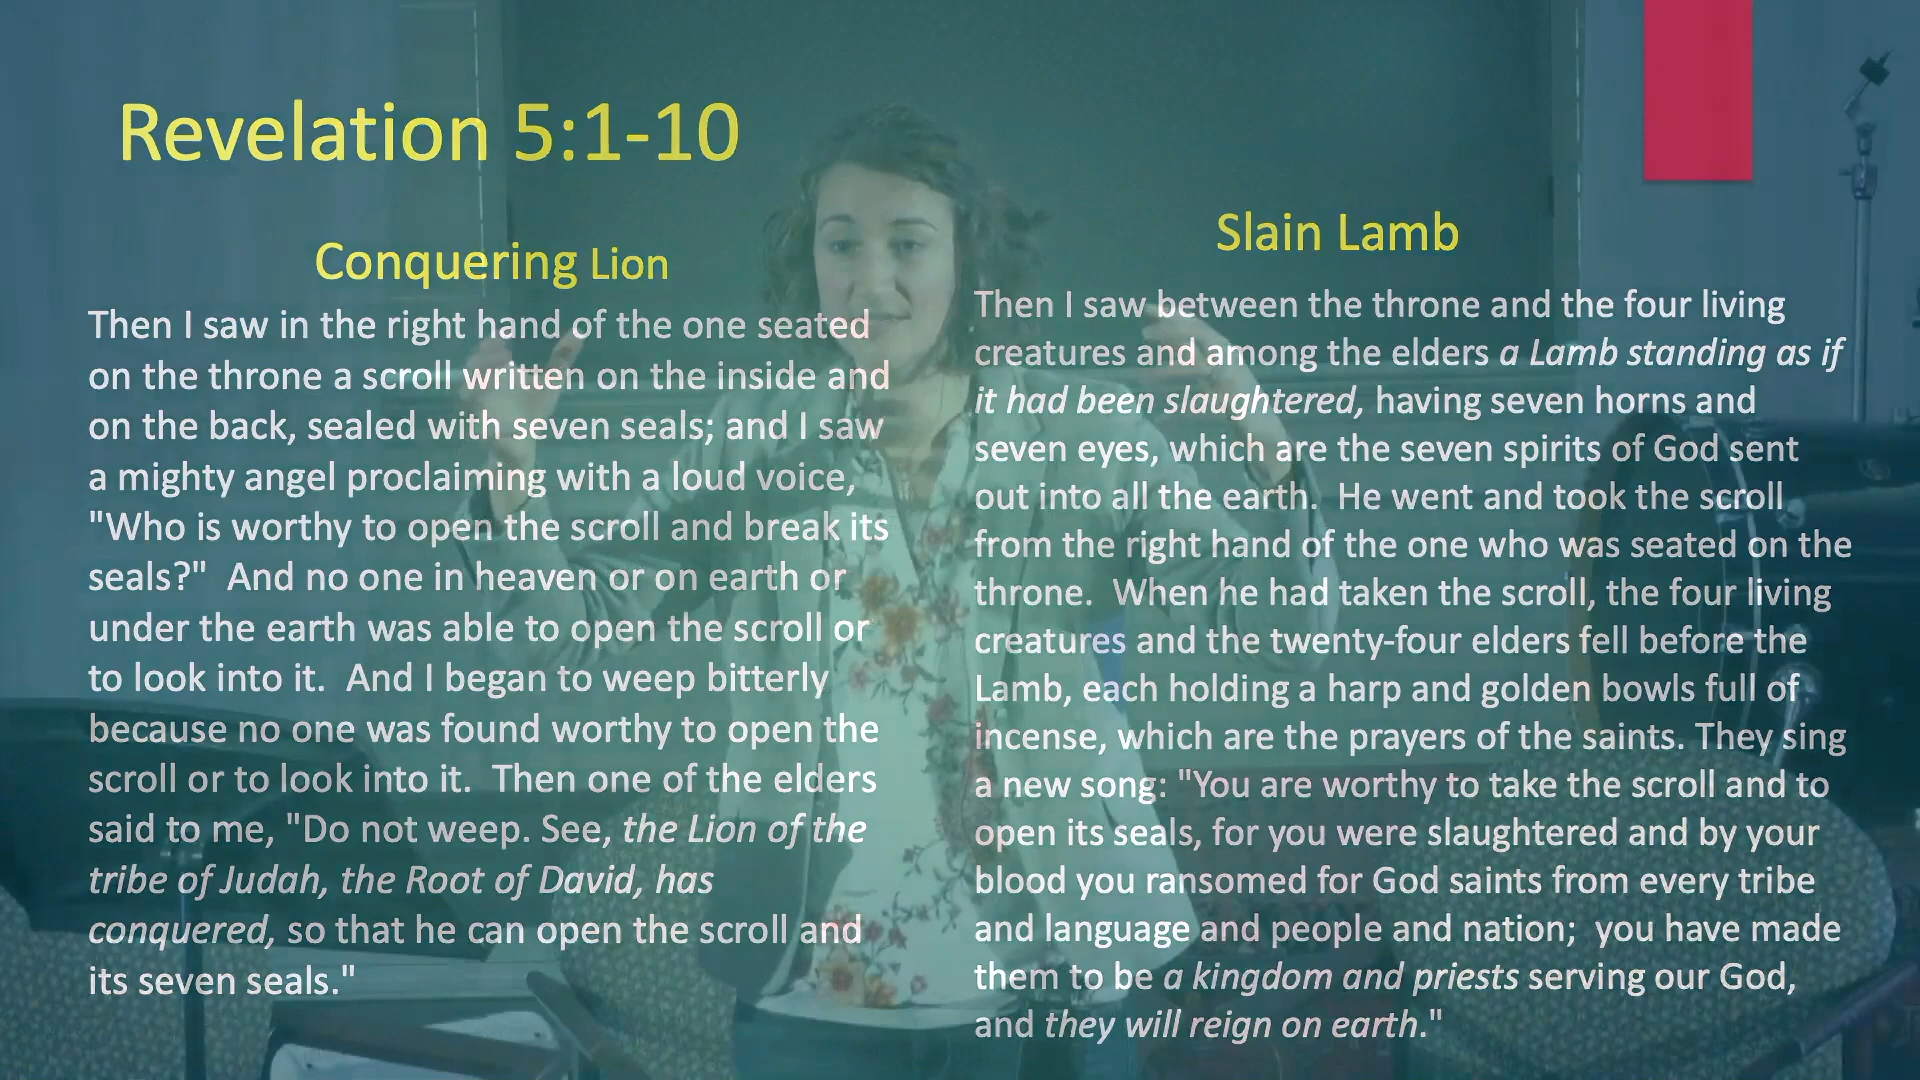 Revelation 5:1-10
Conquering Lion
Then I saw in the right hand of the one seated
on the throne a scroll written on the inside and
on the back, sealed with seven seals; and I saw
a mighty angel proclaiming with a loud voice,
"Who is worthy to open the scroll and break its
seals?"  And no one in heaven or on earth or
under the earth was able to open the scroll or
to look into it.  And I began to weep bitterly
because no one was found worthy to open the
scroll or to look into it.  Then one of the elders
said to me, "Do not weep. See, the Lion of the
tribe of Judah, the Root of David, has
conquered, so that he can open the scroll and
its seven seals."
Slain Lamb
Then I saw between the throne and the four living
creatures and among the elders a Lamb standing as if
it had been slaughtered, having seven horns and
seven eyes, which are the seven spirits of God sent
out into all the earth.  He went and took the scroll
from the right hand of the one who was seated on the
throne.  When he had taken the scroll, the four living
creatures and the twenty-four elders fell before the
Lamb, each holding a harp and golden bowls full of
incense, which are the prayers of the saints. They sing
a new song: "You are worthy to take the scroll and to
open its seals, for you were slaughtered and by your
blood you ransomed for God saints from every tribe
and language and people and nation;  you have made
them to be a kingdom and priests serving our God,
and they will reign on earth."